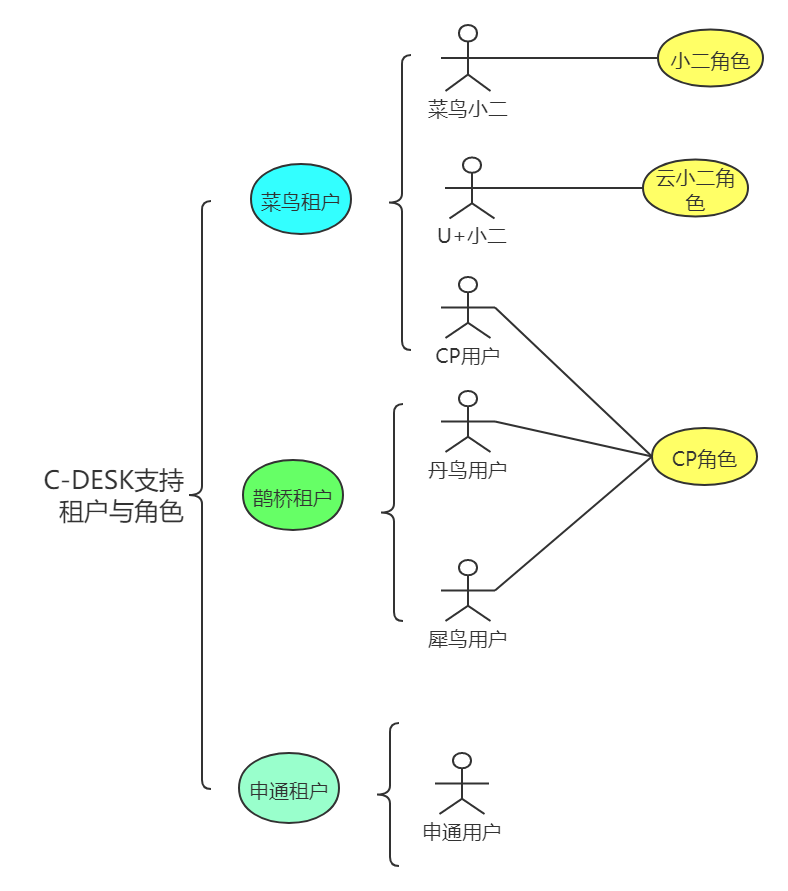 小二角色
菜鸟小二
云小二角
色
菜鸟租户
U+小二
CP用户
C-DESK支持
租户与角色
CP角色
丹鸟用户
鹊桥租户
犀鸟用户
申通租户
申通用户